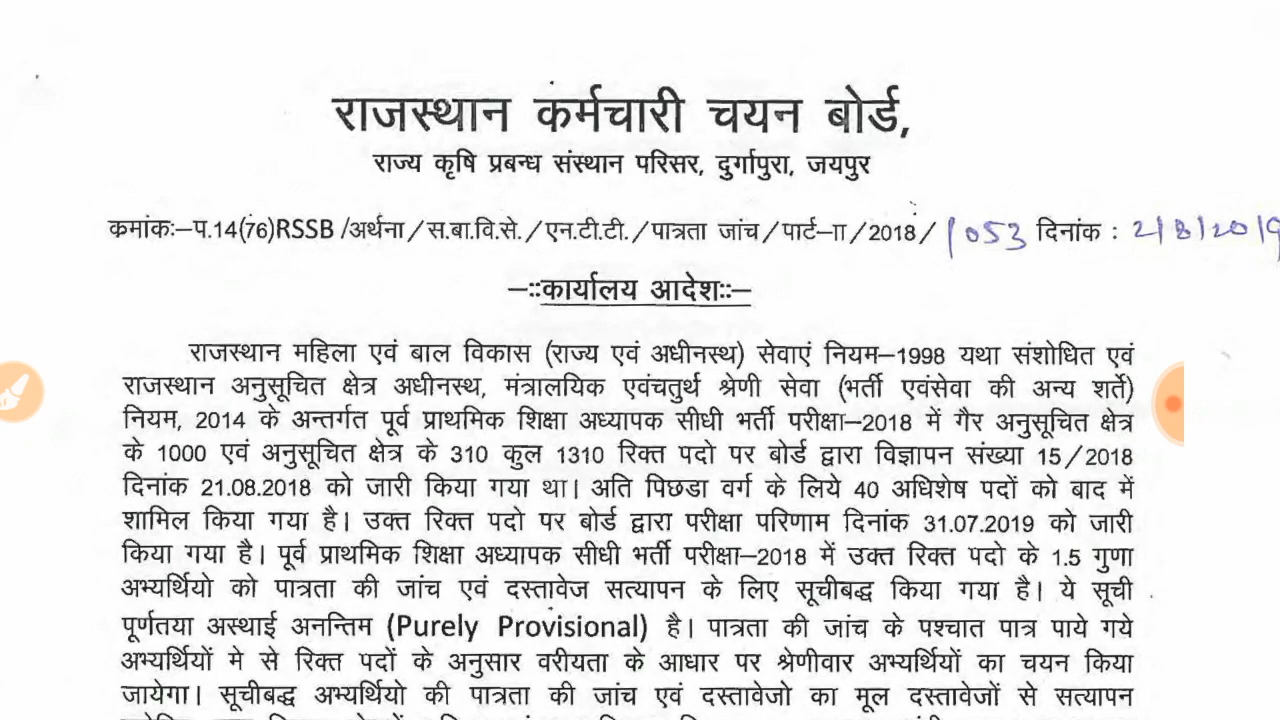 राजस्थान कर्मचारी चयन बोर्ड,
राज्य कृषि प्रबन्ध संस्थान परिसर, दुर्गापुरा, जयपुर
क्रमांकः–प.14(76)RSSB /अर्थना/स.बा.वि.से./एन.टी.टी./पात्रता जांच/पार्ट–II/2018/1053 दिनांक : 2/8/2019
–::कार्यालय आदेश::–
राजस्थान महिला एवं बाल विकास (राज्य एवं अधीनस्थ) सेवाएं नियम–1998 यथा संशोधित एवं
राजस्थान अनुसूचित क्षेत्र अधीनस्थ, मंत्रालयिक एवंचतुर्थ श्रेणी सेवा (भर्ती एवंसेवा की अन्य शर्ते)
नियम, 2014 के अन्तर्गत पूर्व प्राथमिक शिक्षा अध्यापक सीधी भर्ती परीक्षा–2018 में गैर अनुसूचित क्षेत्र
के 1000 एवं अनुसूचित क्षेत्र के 310 कुल 1310 रिक्त पदो पर बोर्ड द्वारा विज्ञापन संख्या 15/2018
दिनांक 21.08.2018 को जारी किया गया था। अति पिछडा वर्ग के लिये 40 अधिशेष पदों को बाद में
शामिल किया गया है। उक्त रिक्त पदो पर बोर्ड द्वारा परीक्षा परिणाम दिनांक 31.07.2019 को जारी
किया गया है। पूर्व प्राथमिक शिक्षा अध्यापक सीधी भर्ती परीक्षा–2018 में उक्त रिक्त पदो के 1.5 गुणा
अभ्यर्थियो को पात्रता की जांच एवं दस्तावेज सत्यापन के लिए सूचीबद्ध किया गया है। ये सूची
पूर्णतया अस्थाई अनन्तिम (Purely Provisional) है। पात्रता की जांच के पश्चात पात्र पाये गये
अभ्यर्थियों मे से रिक्त पदों के अनुसार वरीयता के आधार पर श्रेणीवार अभ्यर्थियों का चयन किया
जायेगा। सूचीबद्ध अभ्यर्थियो की पात्रता की जांच एवं दस्तावेजो का मूल दस्तावेजों से सत्यापन